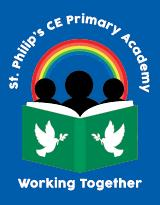 St. Philip's CE Primary Academy
Working Together